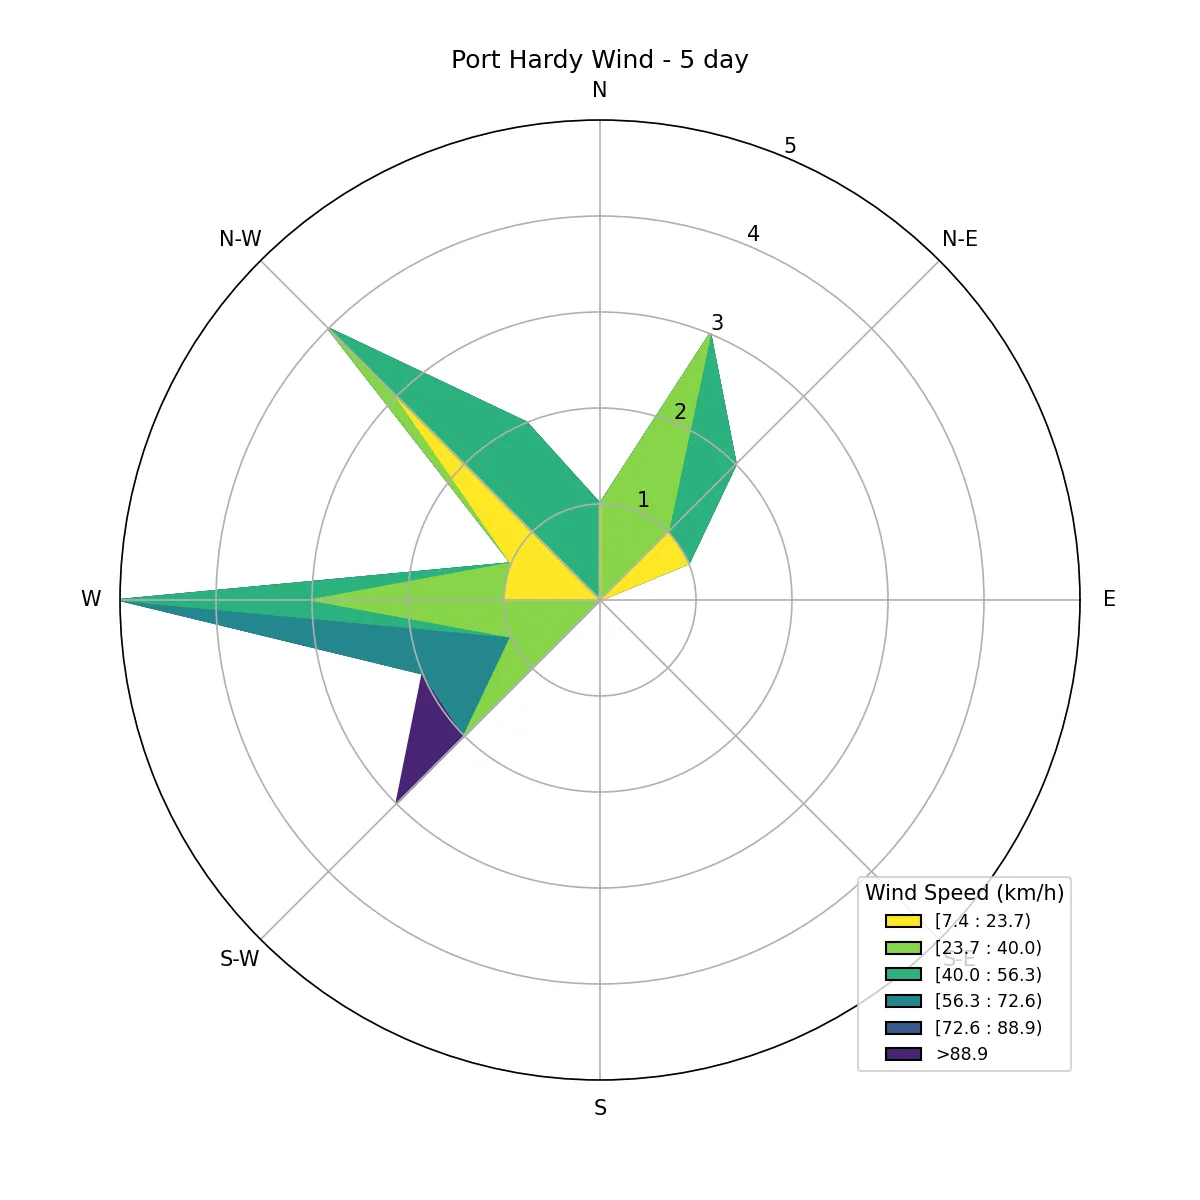 Port Hardy Wind - 5 day
N
5
N-W
N-E
4
3
2
1
W
E
Wind Speed (km/h)
[7.4 : 23.7)
[23.7 : 40.0)
S-W
S-E
[40.0 : 56.3)
[56.3 : 72.6)
[72.6 : 88.9)
>88.9
S